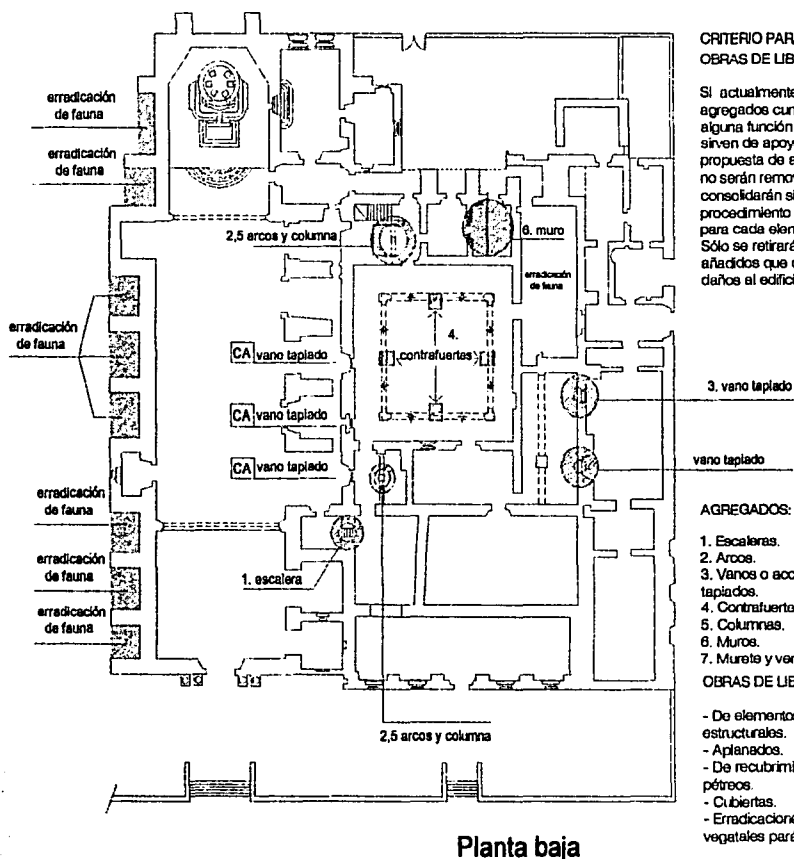 CRITERIO PARA
OBRAS DE LIB
Si actualmente
agregados cun
alguna función
sirven de apoy
propuesta de a
no serán remov
consolidarán si
procedimiento
para cada elem
Sólo se retirará
añadidos que
daños al edifici
erradicación
de fauna
erradicación
de fauna
2,5 arcos y columna
6. muro
erradicación
de fauna
erradicación
de fauna
4.
contrafuertes
CA vano tapiado
CA vano tapiado
CA vano tapiado
3. vano tapiado
vano tapiado
erradicación
de fauna
erradicación
de fauna
erradicación
de fauna
1. escalera
2,5 arcos y columna
AGREGADOS:
1. Escaleras.
2. Arcos.
3. Vanos o acc
tapiados.
4. Contrafuerte
5. Columnas.
6. Muros.
7. Murete y ven
OBRAS DE LIB
- De elementos
estructurales.
- Aplanados.
- De recubrimi
pétreos.
- Cubiertas.
- Erradicacione
vegatales pará
Planta baja